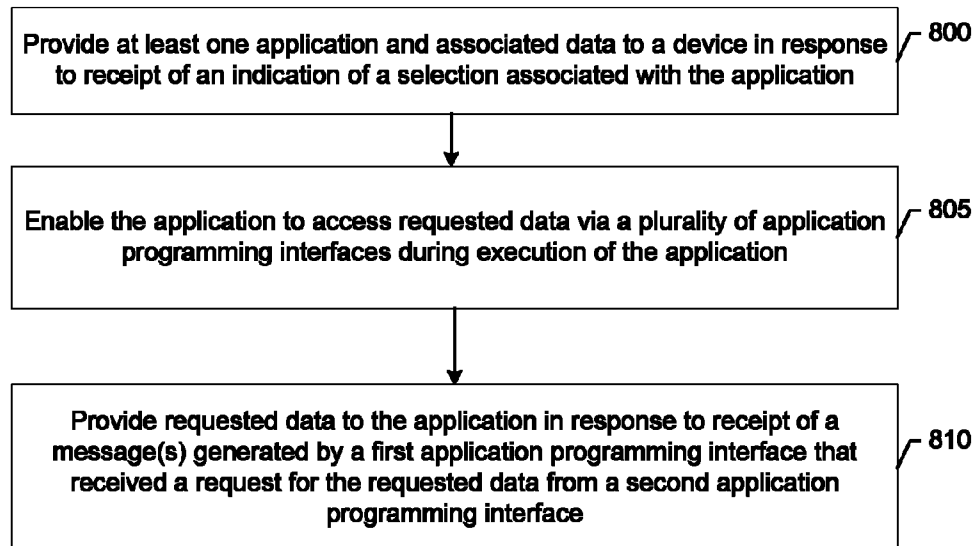 Provide at least one application and associated data to a device in response
to receipt of an indication of a selection associated with the application
800
Enable the application to access requested data via a plurality of application
programming interfaces during execution of the application
805
Provide requested data to the application in response to receipt of a
message(s) generated by a first application programming interface that
received a request for the requested data from a second application
programming interface
810